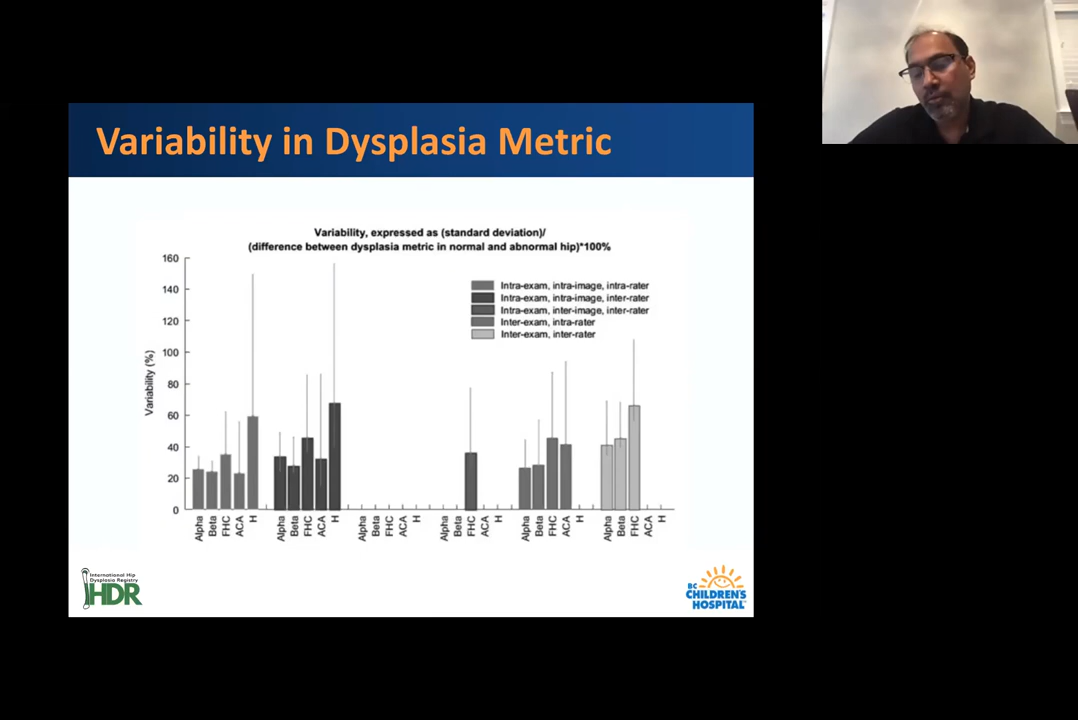 Variability in Dysplasia Metric
Variability, expressed as (standard deviation)/
(difference between dysplasia metric in normal and abnormal hip)*100%
160
140
120
100
80
60
40
20
0
Variability (%)
Intra-exam, intra-image, intra-rater
Intra-exam, intra-image, inter-rater
Intra-exam, inter-image, inter-rater
Inter-exam, intra-rater
Inter-exam, inter-rater
Alpha
Beta
FHC
ACA
H
Alpha
Beta
FHC
ACA
H
Alpha
Beta
FHC
ACA
H
Alpha
Beta
FHC
ACA
H
Alpha
Beta
FHC
ACA
H
Alpha
Beta
FHC
ACA
H
International Hip
Dysplasia Registry
IHDR
BC
CHILDREN'S
HOSPITAL